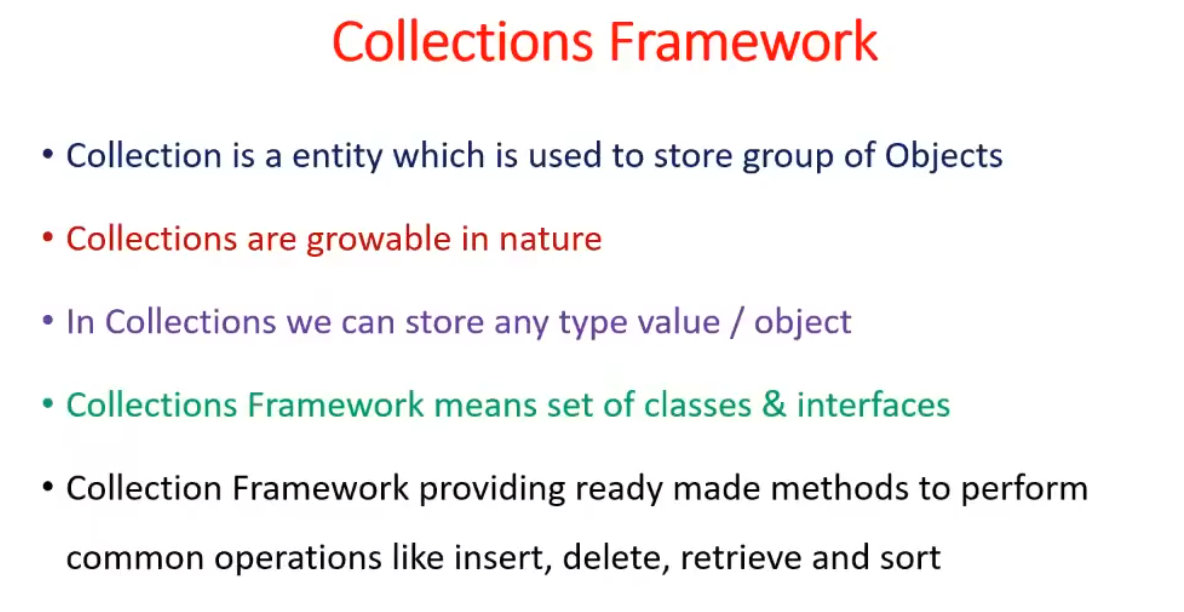 Collections Framework
• Collection is a entity which is used to store group of Objects
• Collections are growable in nature
• In Collections we can store any type value / object
• Collections Framework means set of classes & interfaces
• Collection Framework providing ready made methods to perform
common operations like insert, delete, retrieve and sort